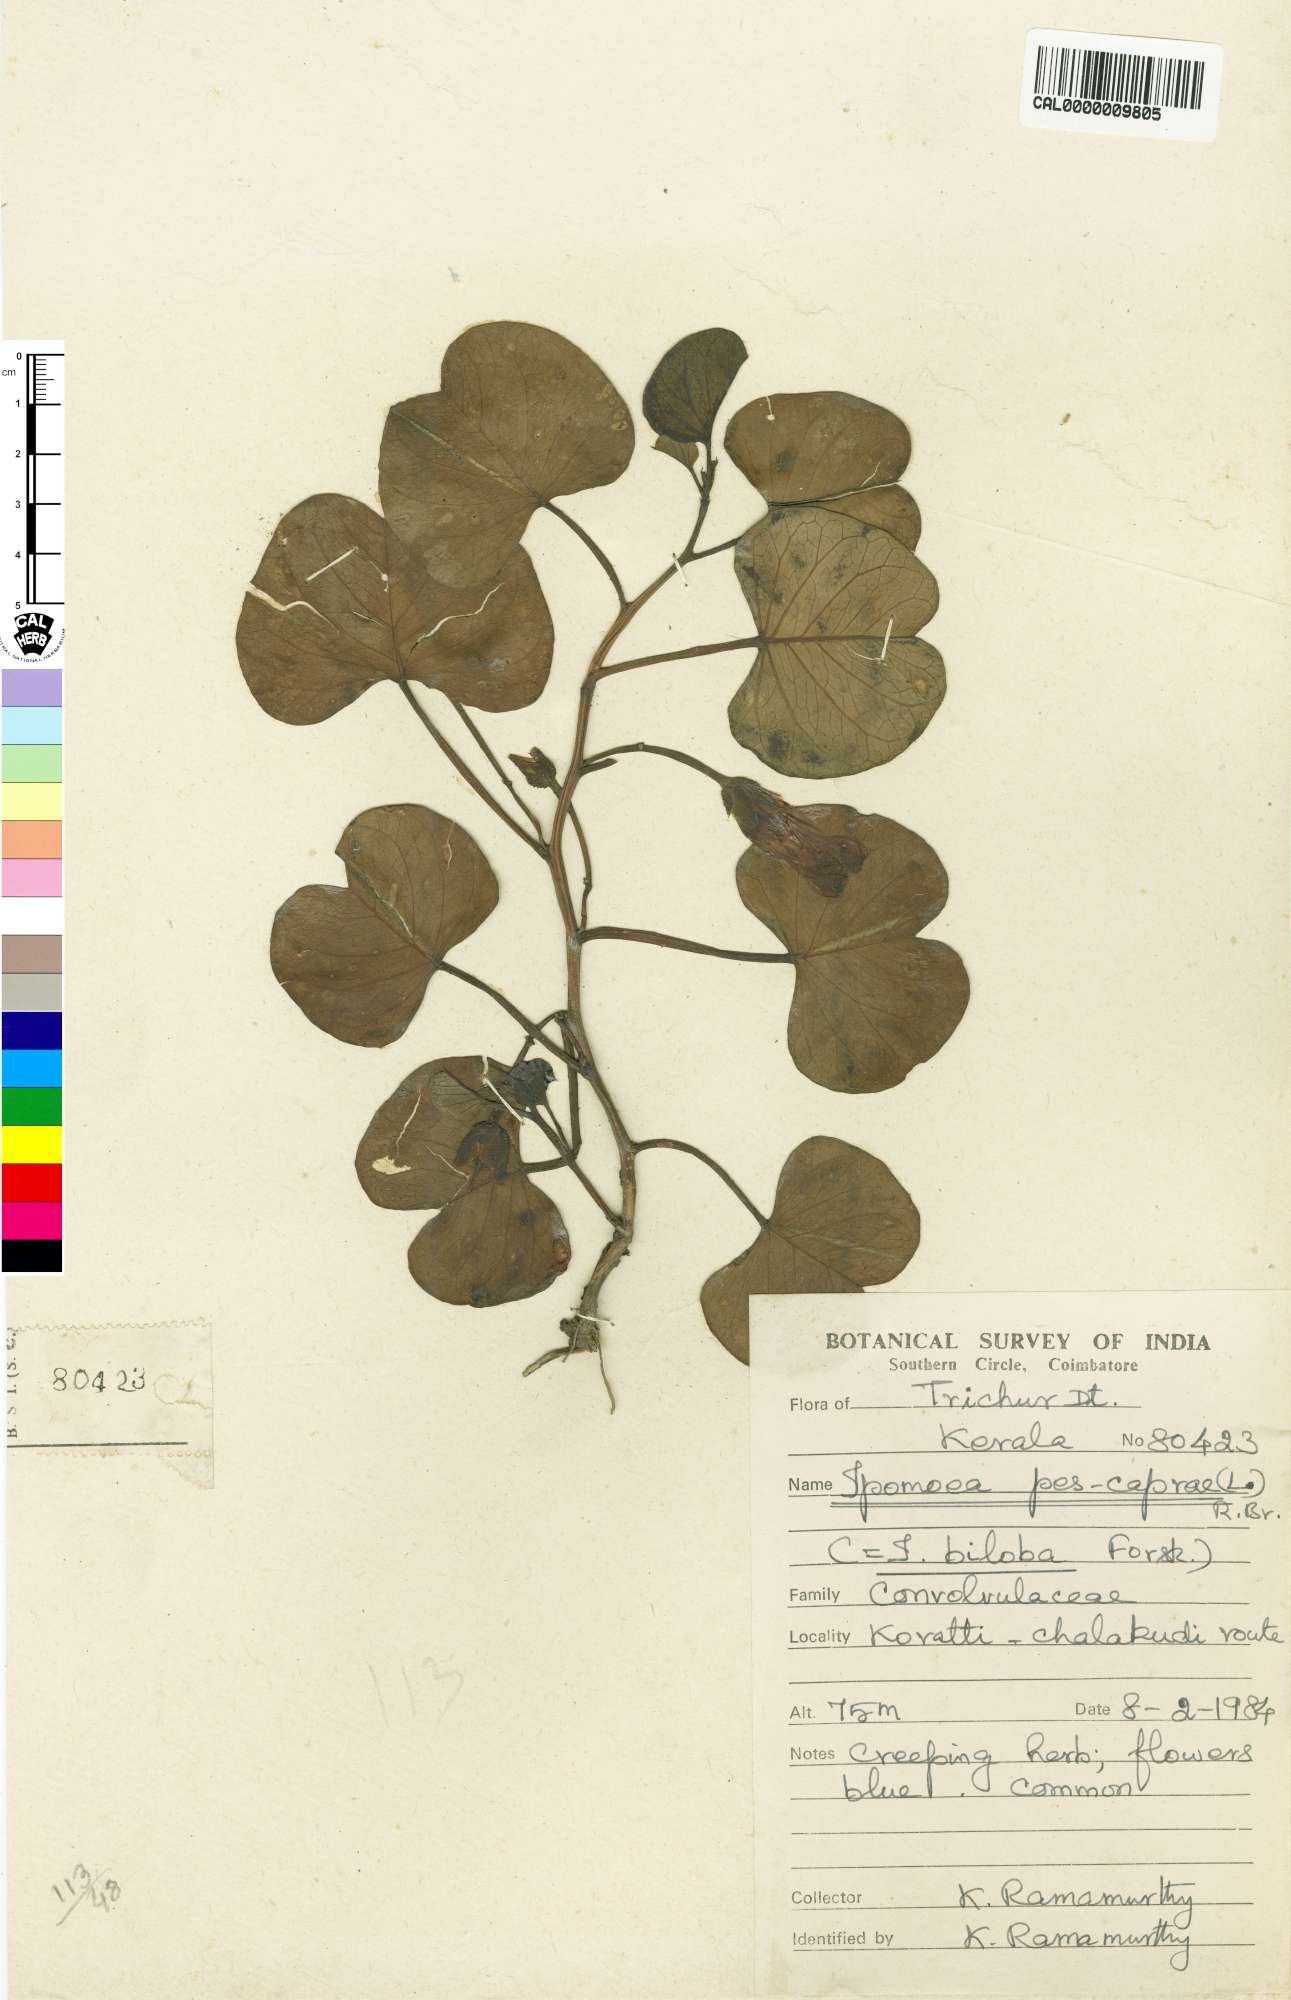 CAL0000009805
0
cm
1
2
3
4
5
CAL
HERB
CENTRAL NATIONAL HERBARIUM
B. S. I. (S. C.)
80423
BOTANICAL SURVEY OF INDIA
Southern Circle, Coimbatore
Flora of Trichur Dt.
Kerala No 80423
Name Ipomoea pes-caprae (L.)
R.Br.
(=I. biloba Forsk.)
Family Convolvulaceae
Locality Koratti - chalakudi route
Alt. 75m Date 8-2-1984
Notes Creeping herb; flowers
blue. common
Collector K. Ramamurthy
Identified by K. Ramamurthy
113
113/48